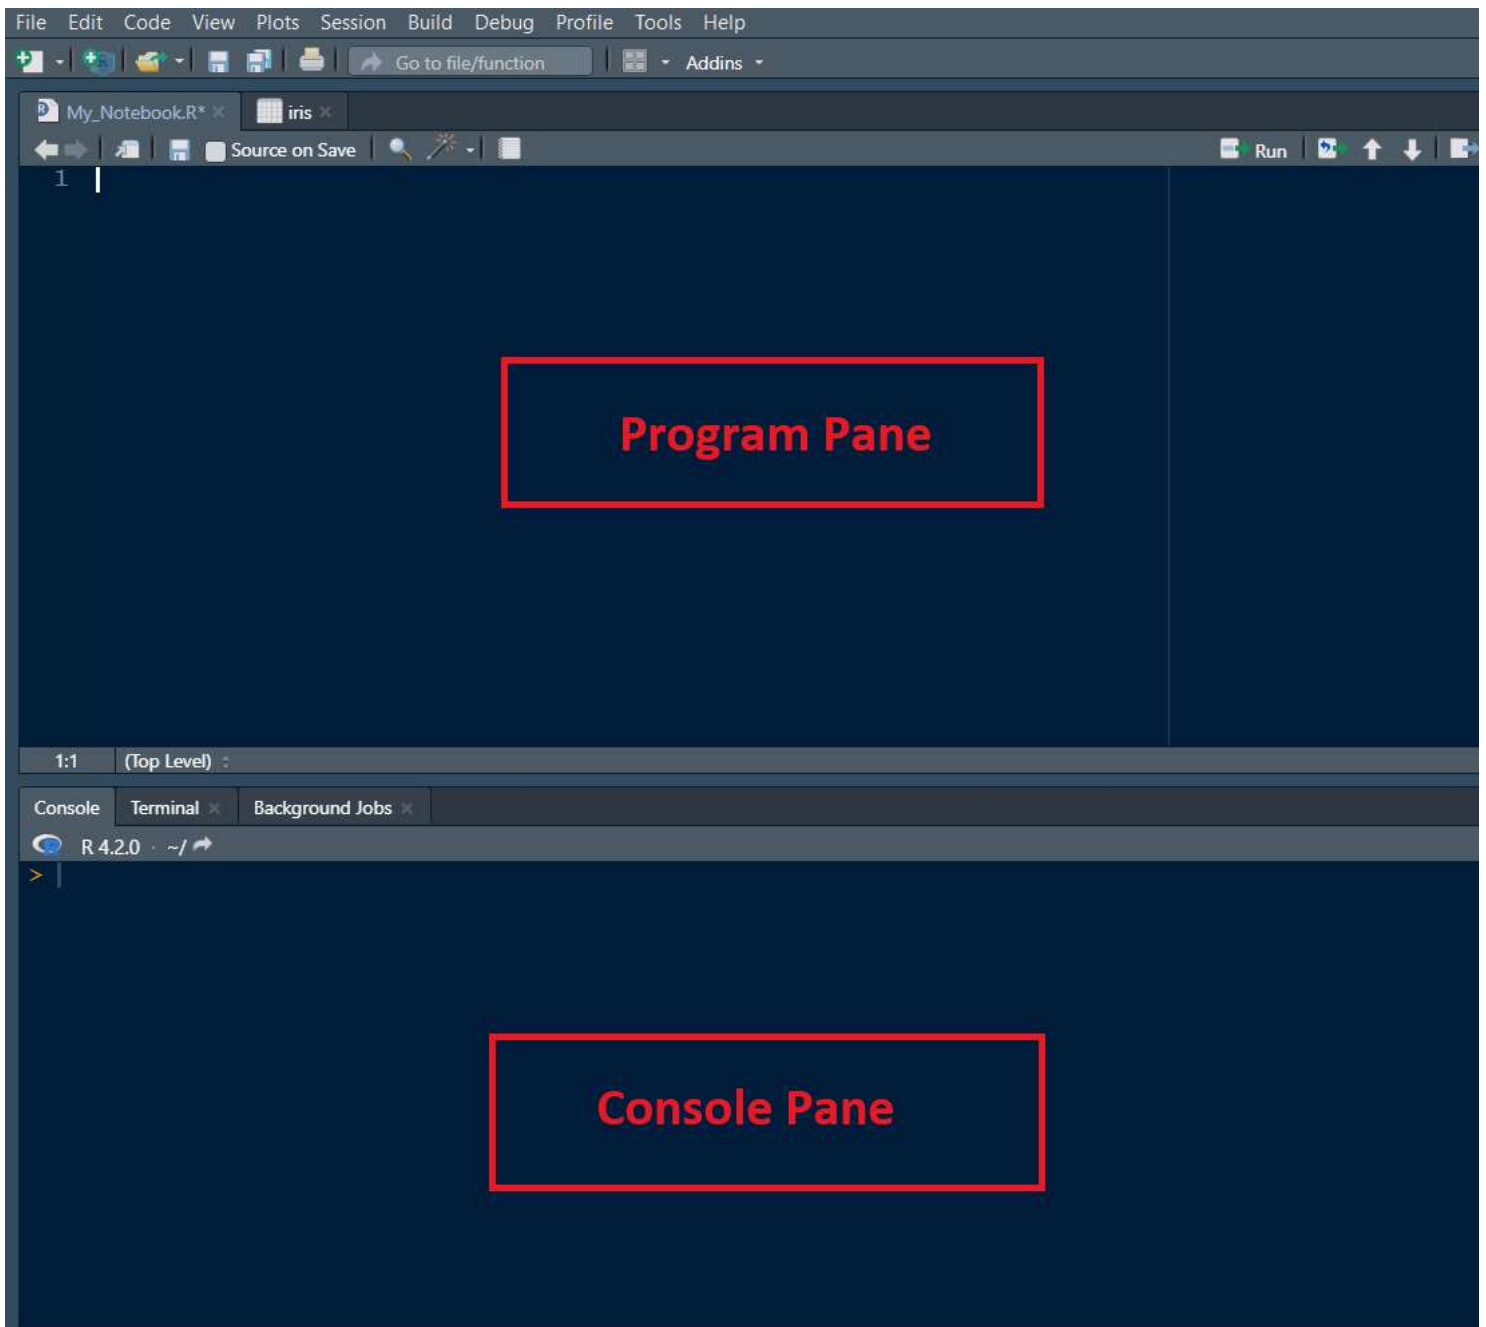 File Edit Code View Plots Session Build Debug Profile Tools Help
Go to file/function Addins
My_Notebook.R* iris
Source on Save Run
1
Program Pane
1:1 (Top Level)
Console Terminal Background Jobs
R 4.2.0 · ~/
>
Console Pane